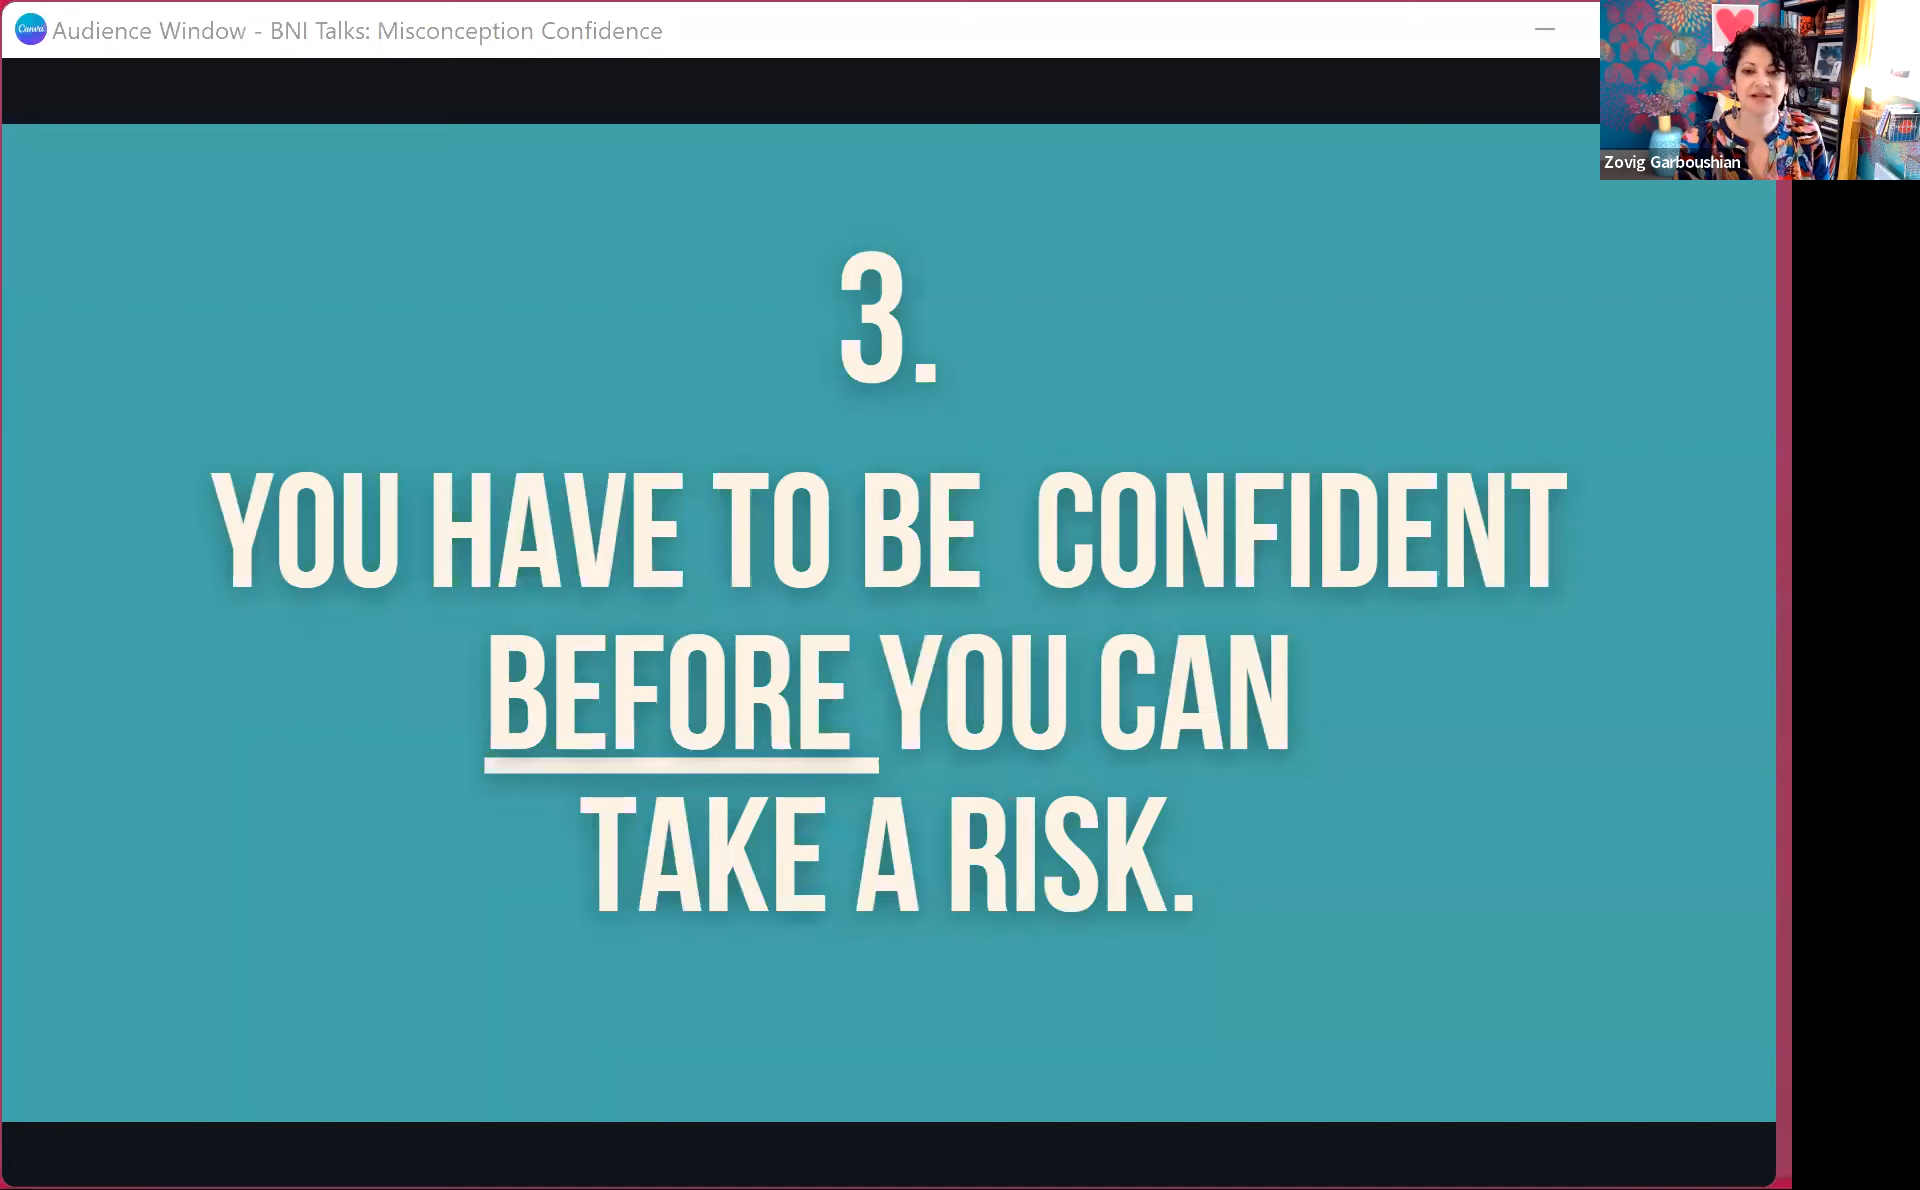 Canva
Audience Window - BNI Talks: Misconception Confidence
Zovig Garboushian
3.
YOU HAVE TO BE CONFIDENT
BEFORE YOU CAN
TAKE A RISK.